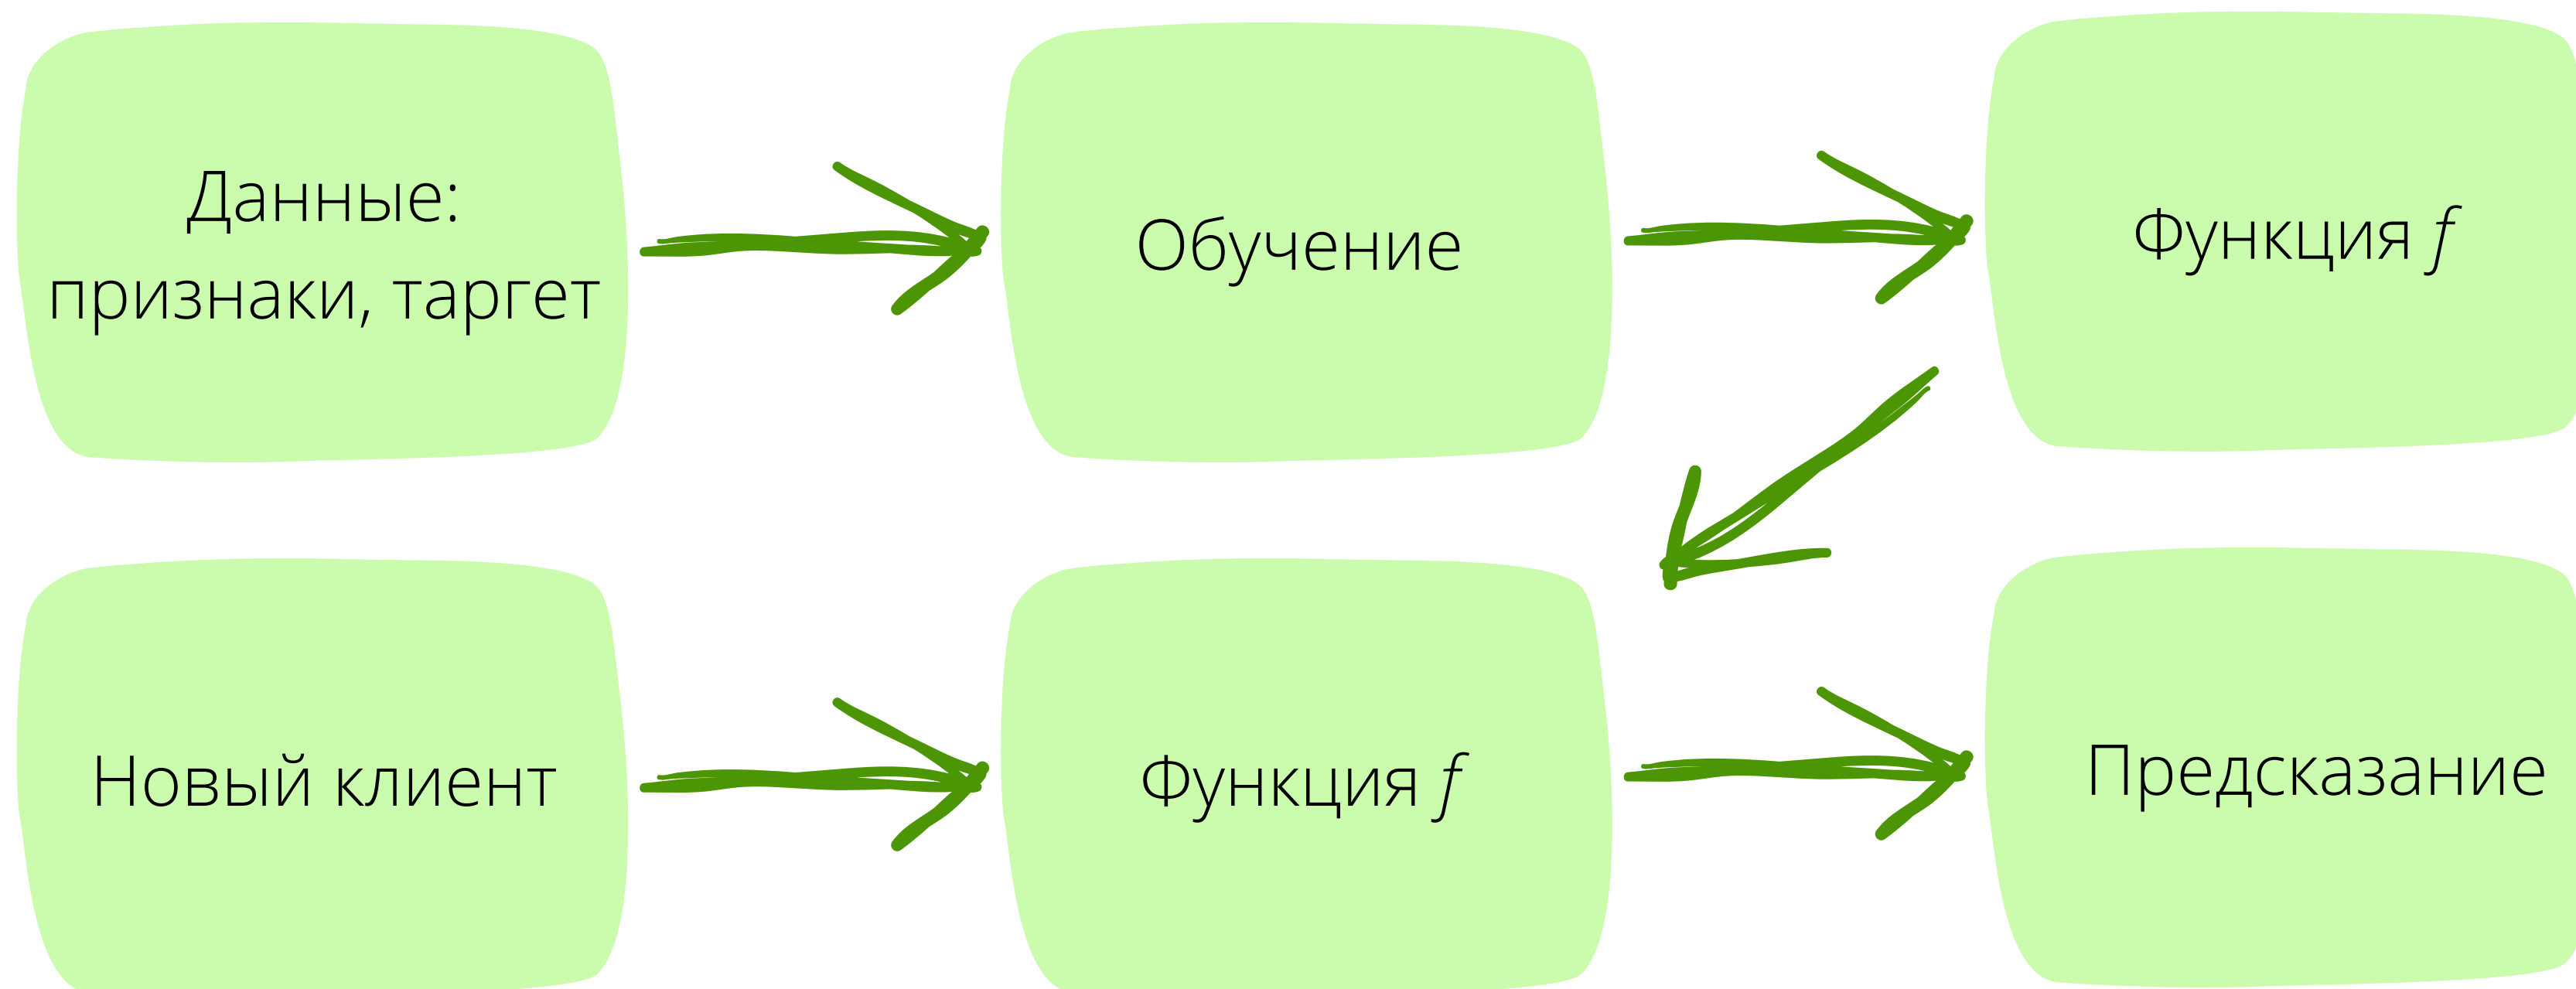 Данные:
признаки, таргет
Обучение
Функция f
Новый клиент
Функция f
Предсказание